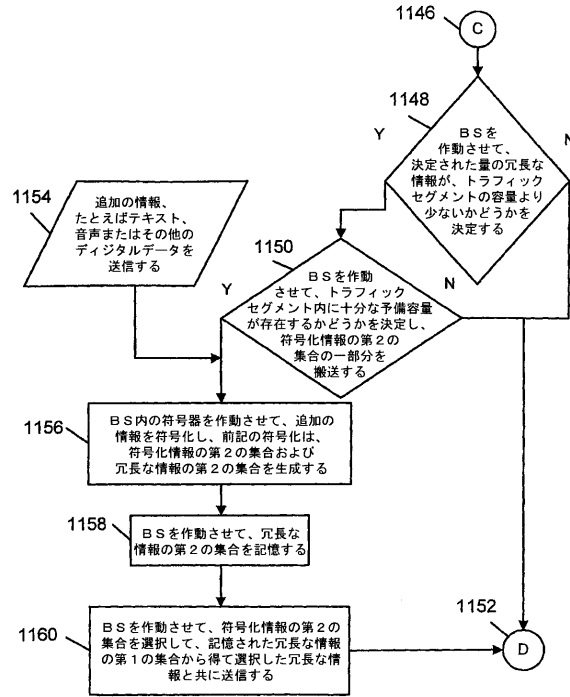 1146
C
1148
Y
N
BSを
作動させて、
決定された量の冗長な
情報が、トラフィック
セグメントの容量より
少ないかどうかを
決定する
1154
追加の情報、
たとえばテキスト、
音声またはその他の
ディジタルデータを
送信する
1150
Y
N
BSを作動
させて、トラフィック
セグメント内に十分な予備容量
が存在するかどうかを決定し、
符号化情報の第2の
集合の一部分を
搬送する
1156
BS内の符号器を作動させて、追加の
情報を符号化し、前記の符号化は、
符号化情報の第2の集合および
冗長な情報の第2の集合を生成する
1158
BSを作動させて、冗長な
情報の第2の集合を記憶する
1160
BSを作動させて、符号化情報の第2の
集合を選択して、記憶された冗長な情報
の第1の集合から得て選択した冗長な情
報と共に送信する
1152
D